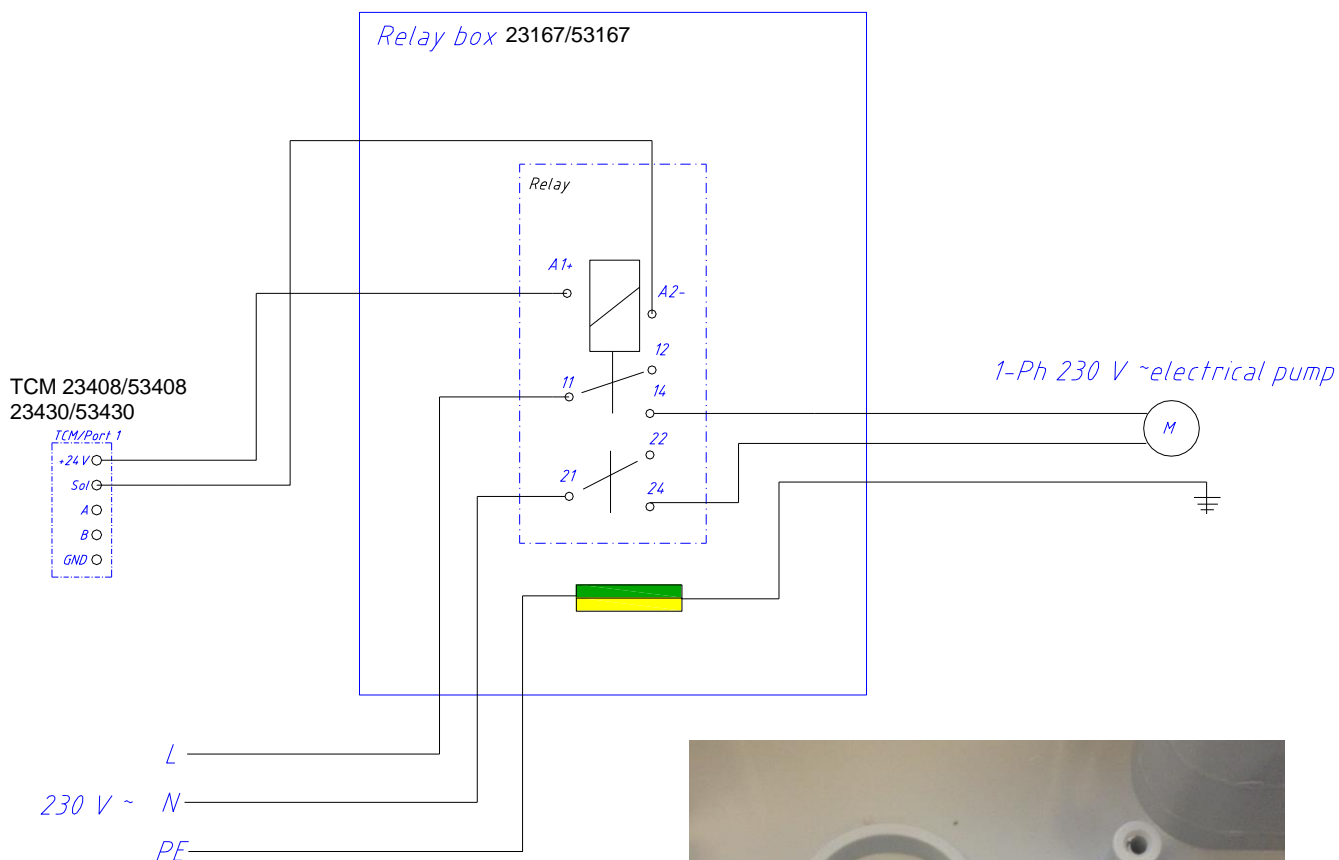 Relay box 23167/53167
Relay
A1+
A2-
12
11
14
22
21
24
1-Ph 230 V ~electrical pump
M
TCM 23408/53408
23430/53430
TCM/Port 1
+24V
Sol
A
B
GND
L
230 V ~ N
PE